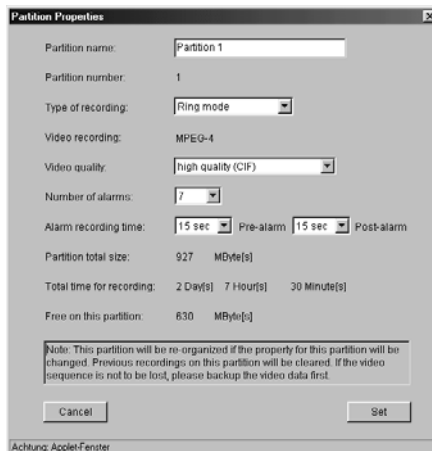 Partition Properties
Partition name: Partition 1
Partition number: 1
Type of recording: Ring mode
Video recording: MPEG-4
Video quality: high quality (CIF)
Number of alarms: 7
Alarm recording time: 15 sec Pre-alarm 15 sec Post-alarm
Partition total size: 927 MByte[s]
Total time for recording: 2 Day[s] 7 Hour[s] 30 Minute[s]
Free on this partition: 630 MByte[s]
Note: This partition will be re-organized if the property for this partition will be
changed. Previous recordings on this partition will be cleared. If the video
sequence is not to be lost, please backup the video data first.
Cancel Set
Achtung: Applet-Fenster